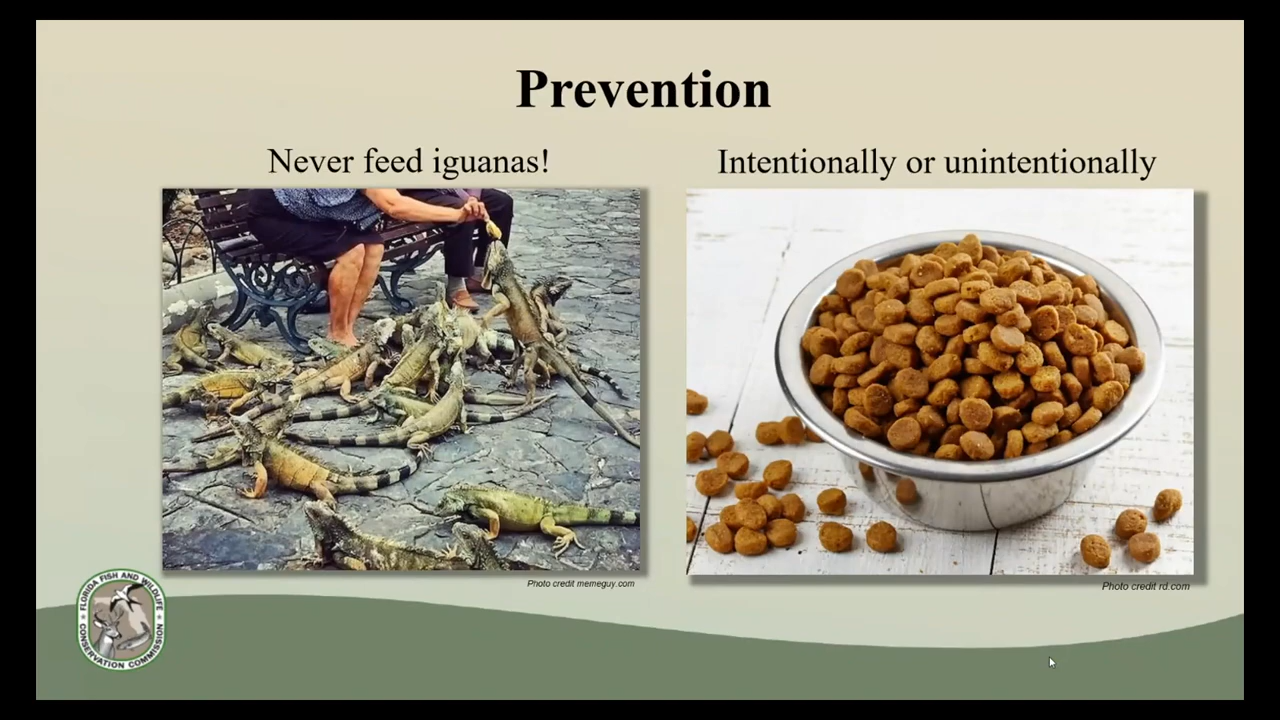 Prevention
Never feed iguanas!
Intentionally or unintentionally
Photo credit memeguy.com
Photo credit rd.com
FLORIDA FISH AND WILDLIFE
CONSERVATION COMMISSION